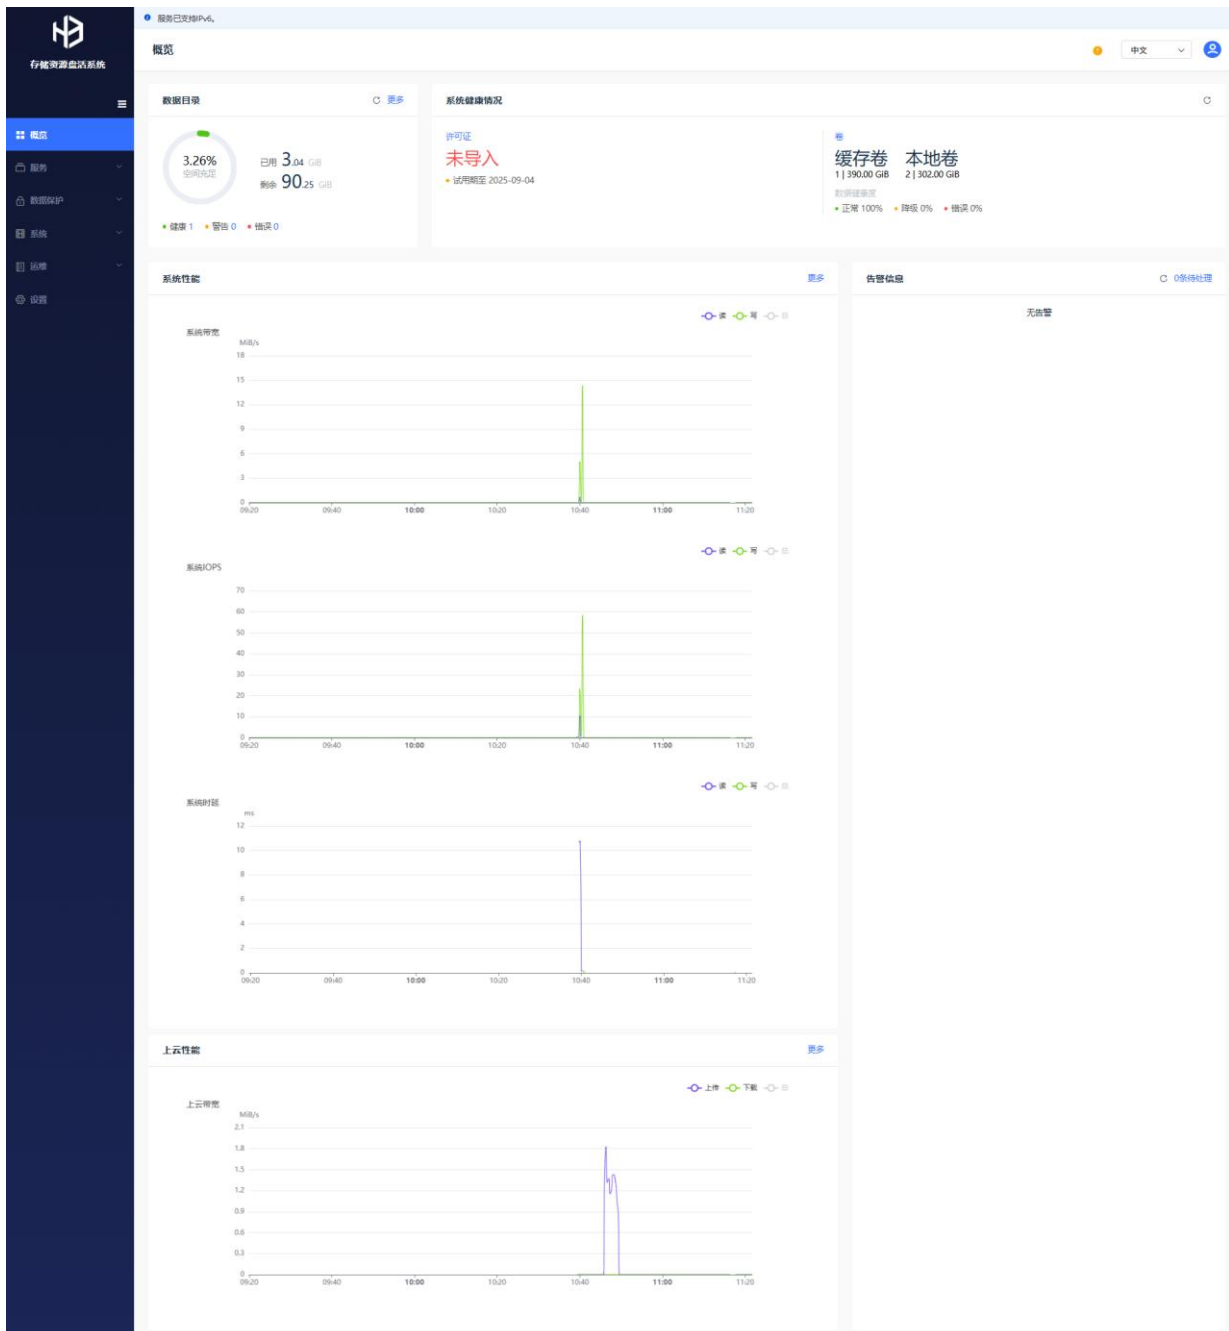 服务已支持IPv6。
存储资源盘活系统
概览
中文
概览
服务
数据保护
系统
运维
设置
数据目录
更多
3.26%
空间充足
已用 3.04 GiB
剩余 90.25 GiB
健康 1 警告 0 错误 0
系统健康情况
许可证
未导入
试用期至 2025-09-04
卷
缓存卷 本地卷
1 | 390.00 GiB 2 | 302.00 GiB
数据健康度
正常 100% 降级 0% 错误 0%
系统性能
更多
读 写 总
系统带宽
MiB/s
18
15
12
9
6
3
0
09:20 09:40 10:00 10:20 10:40 11:00 11:20
读 写 总
系统IOPS
70
60
50
40
30
20
10
0
09:20 09:40 10:00 10:20 10:40 11:00 11:20
读 写 总
系统时延
ms
12
10
8
6
4
2
0
09:20 09:40 10:00 10:20 10:40 11:00 11:20
上云性能
更多
上传 下载 总
上云带宽
MiB/s
2.1
1.8
1.5
1.2
0.9
0.6
0.3
0
09:20 09:40 10:00 10:20 10:40 11:00 11:20
告警信息
0条待处理
无告警